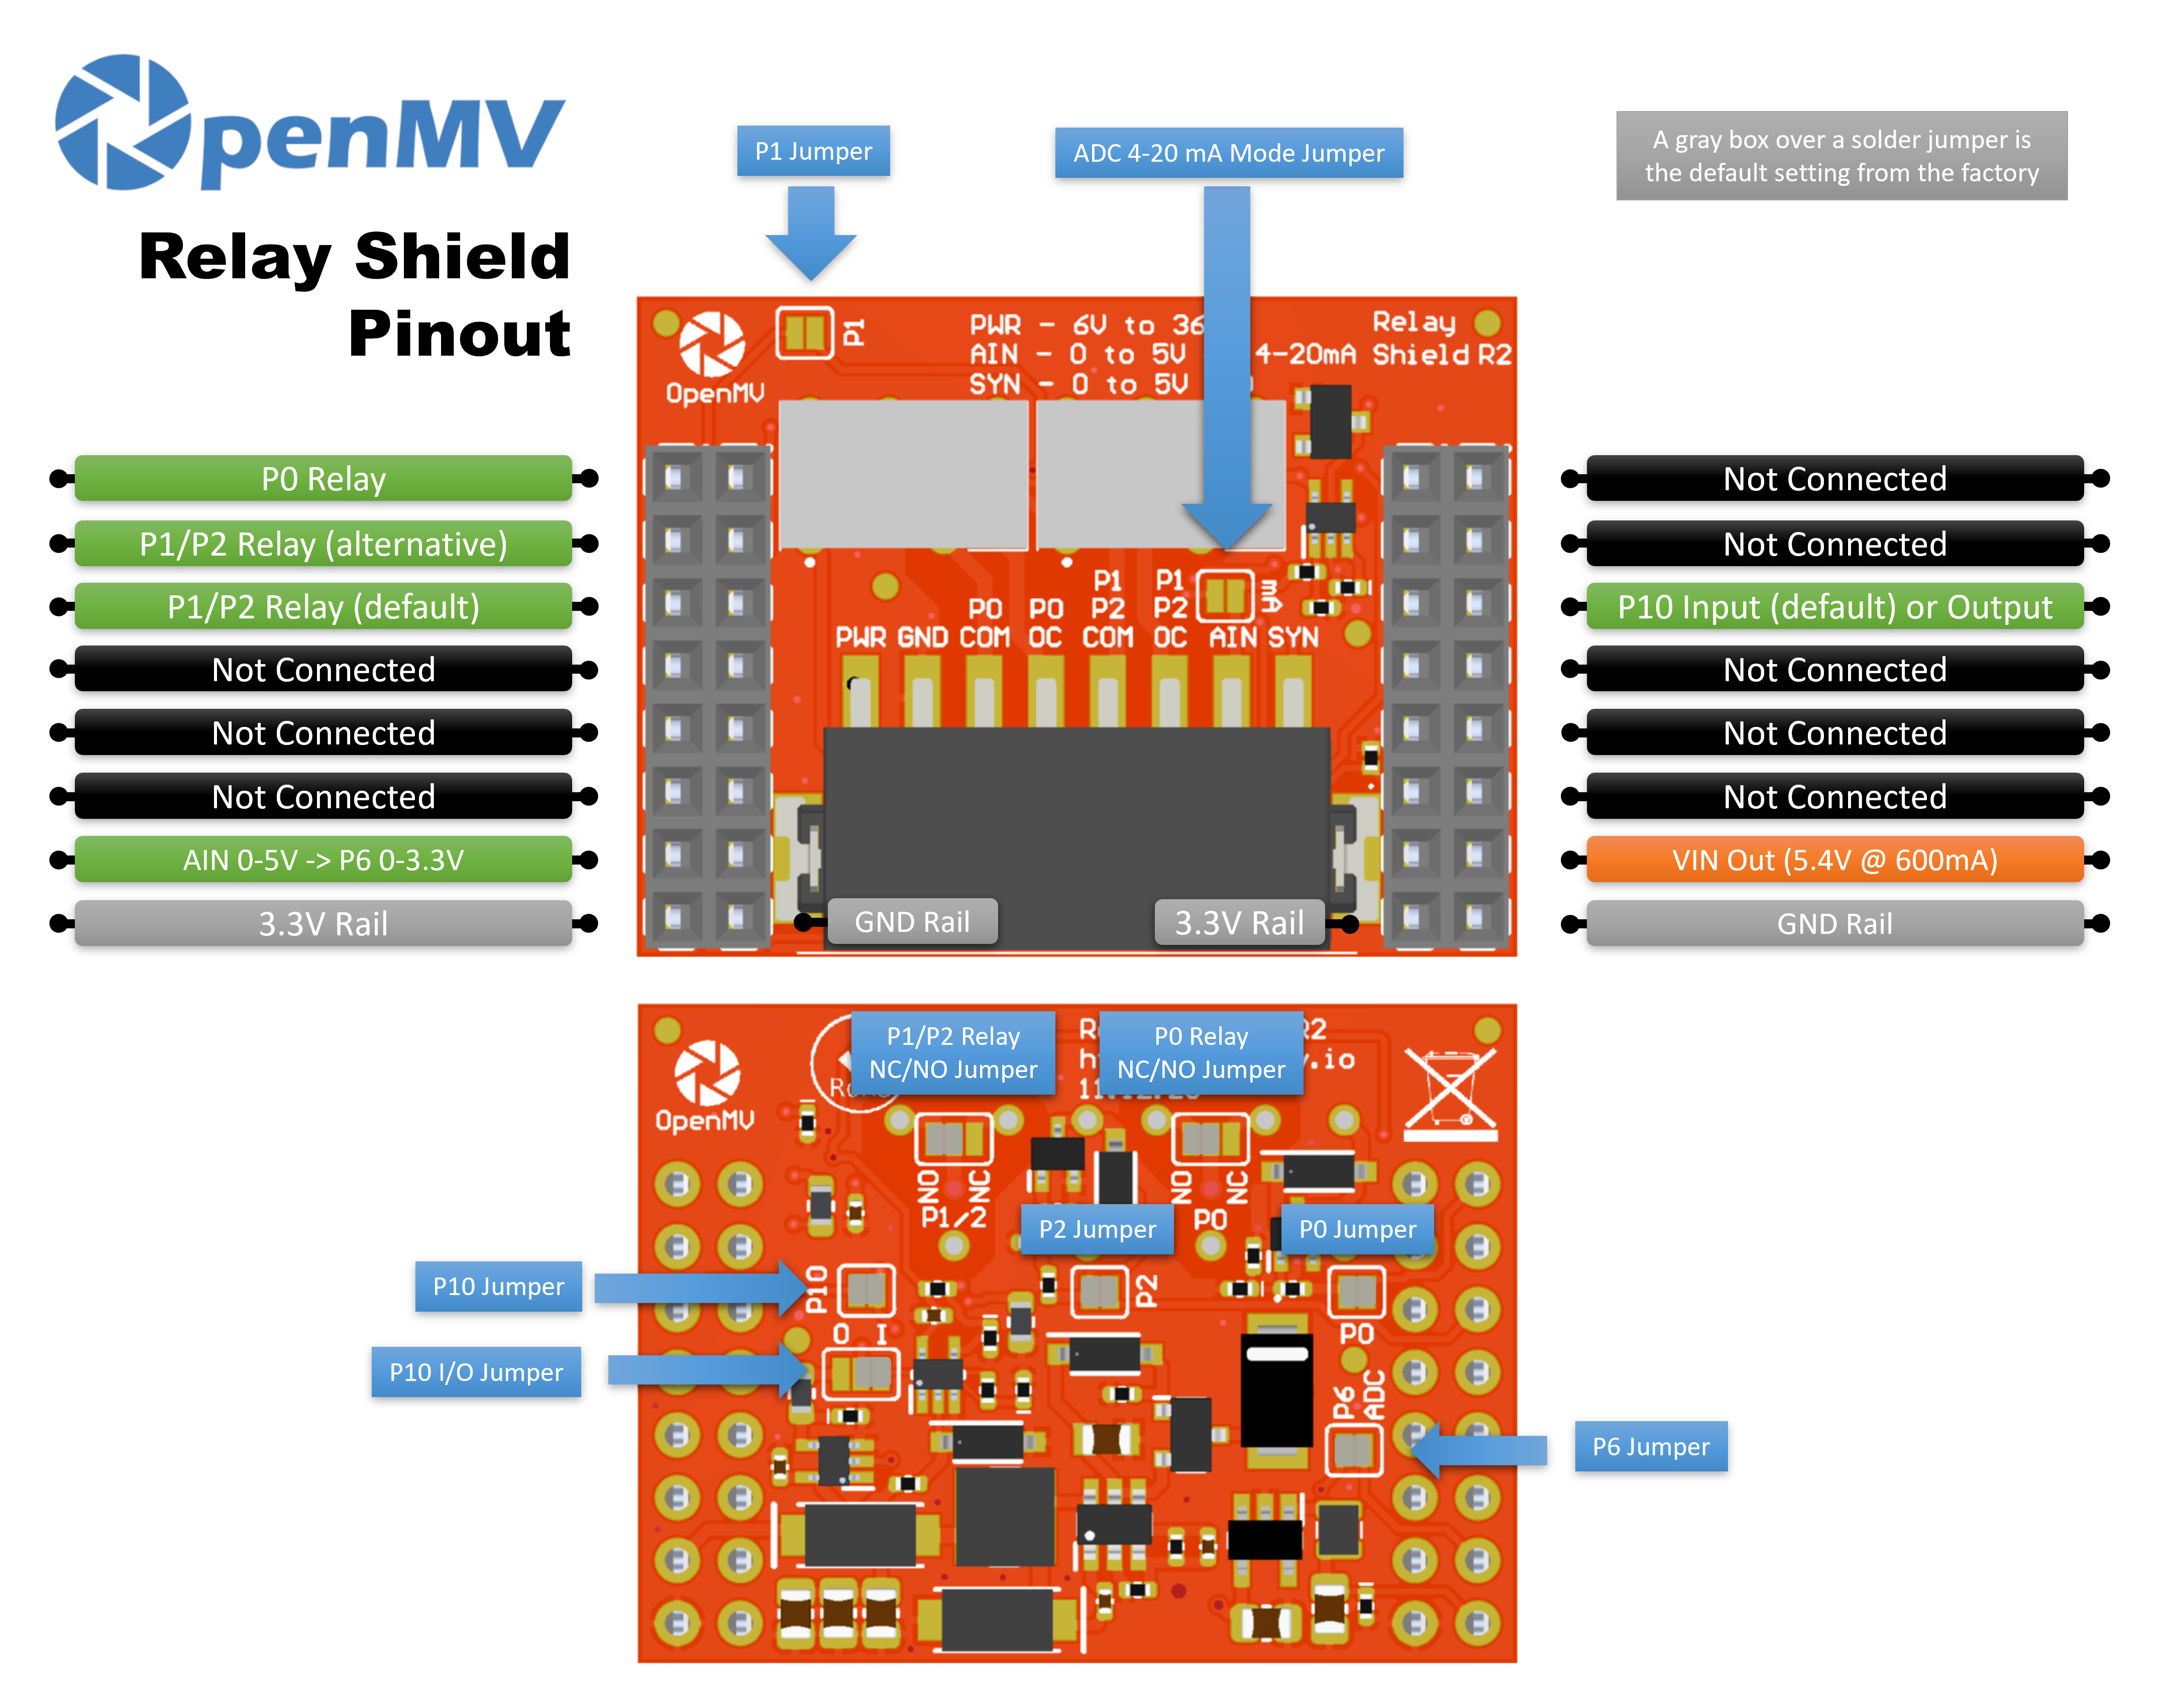 OpenMV
Relay Shield
Pinout
P1 Jumper
ADC 4-20 mA Mode Jumper
A gray box over a solder jumper is
the default setting from the factory
P1
OpenMV
PWR - 6V to 36
AIN - 0 to 5V
SYN - 0 to 5V
4-20mA
Relay
Shield R2
P0 Relay
P1/P2 Relay (alternative)
P1/P2 Relay (default)
Not Connected
Not Connected
Not Connected
AIN 0-5V -> P6 0-3.3V
3.3V Rail
PWR
GND
P0
COM
P0
OC
P1
P2
COM
P1
P2
OC
mA
AIN
SYN
GND Rail
3.3V Rail
Not Connected
Not Connected
P10 Input (default) or Output
Not Connected
Not Connected
Not Connected
VIN Out (5.4V @ 600mA)
GND Rail
P1/P2 Relay
NC/NO Jumper
P0 Relay
NC/NO Jumper
R2
.io
OpenMV
NO
NC
P1/2
NO
NC
P0
P2 Jumper
P0 Jumper
P10 Jumper
P10
P2
P0
O I
P10 I/O Jumper
P6
ADC
P6 Jumper